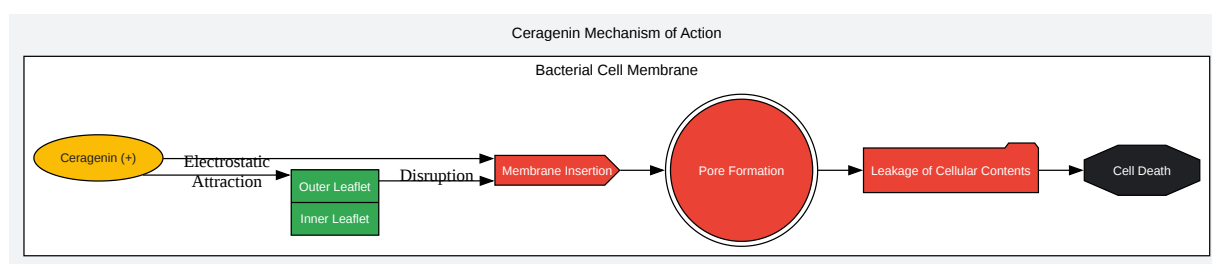 Ceragenin Mechanism of Action
Bacterial Cell Membrane
Ceragenin (+)
Electrostatic
Attraction
Outer Leaflet
Inner Leaflet
Disruption
Membrane Insertion
Pore Formation
Leakage of Cellular Contents
Cell Death